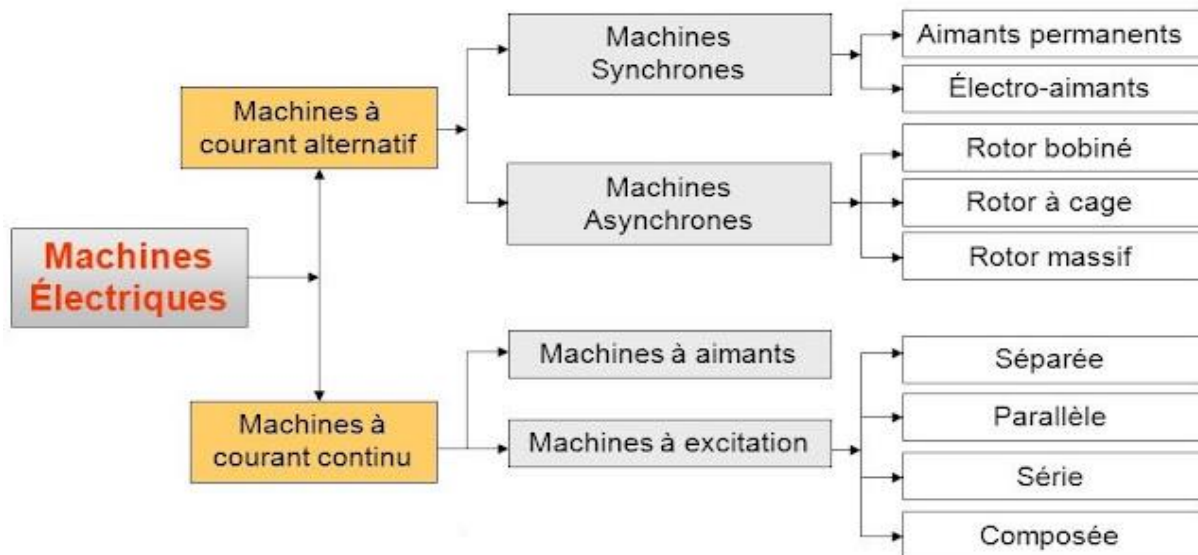 Machines
Électriques
Machines à
courant alternatif
Machines
Synchrones
Aimants permanents
Électro-aimants
Machines
Asynchrones
Rotor bobiné
Rotor à cage
Rotor massif
Machines à
courant continu
Machines à aimants
Machines à excitation
Séparée
Parallèle
Série
Composée